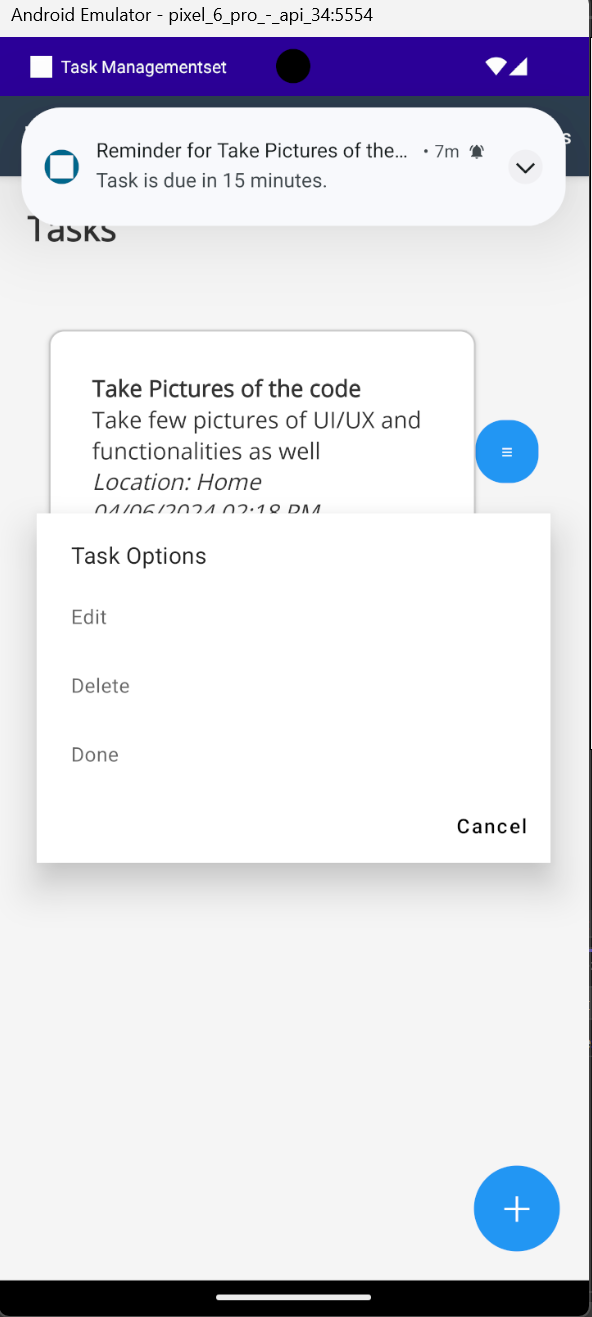 Android Emulator - pixel_6_pro_-_api_34:5554
Task Managementset
Reminder for Take Pictures of the... • 7m
Task is due in 15 minutes.
Tasks
Take Pictures of the code
Take few pictures of UI/UX and
functionalities as well
Location: Home
04/06/2024 02:18 PM
Task Options
Edit
Delete
Done
Cancel